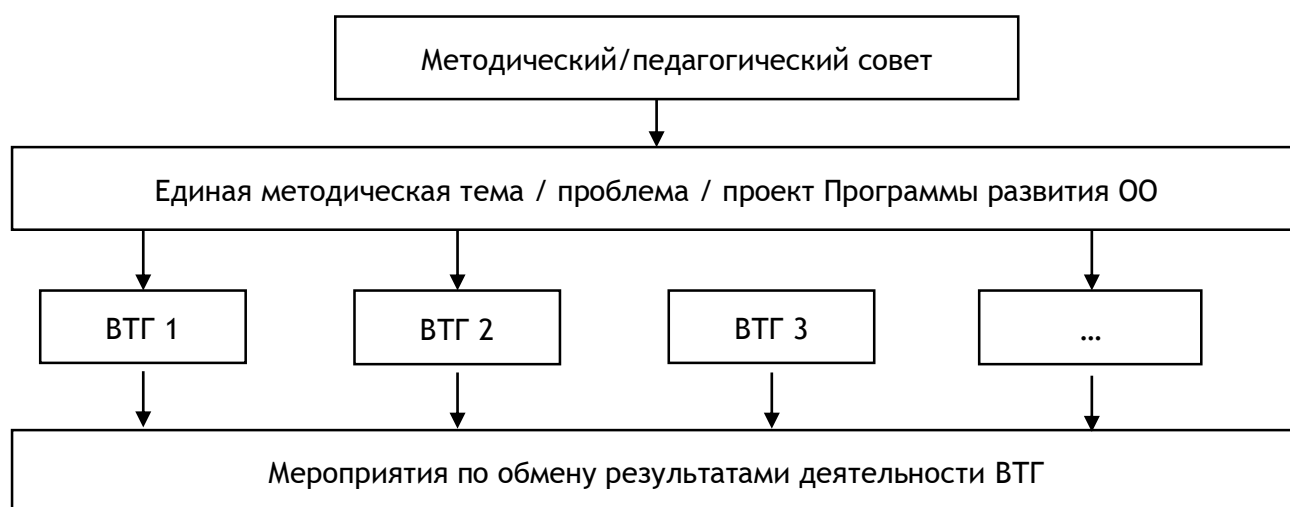 Методический/педагогический совет
Единая методическая тема / проблема / проект Программы развития ОО
ВТГ 1
ВТГ 2
ВТГ 3
…
Мероприятия по обмену результатами деятельности ВТГ